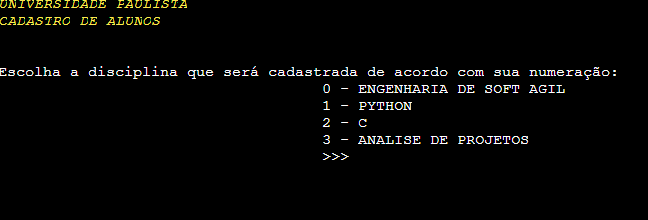 UNIVERSIDADE PAULISTA
CADASTRO DE ALUNOS
Escolha a disciplina que será cadastrada de acordo com sua numeração:
0 - ENGENHARIA DE SOFT AGIL
1 - PYTHON
2 - C
3 - ANALISE DE PROJETOS
>>>